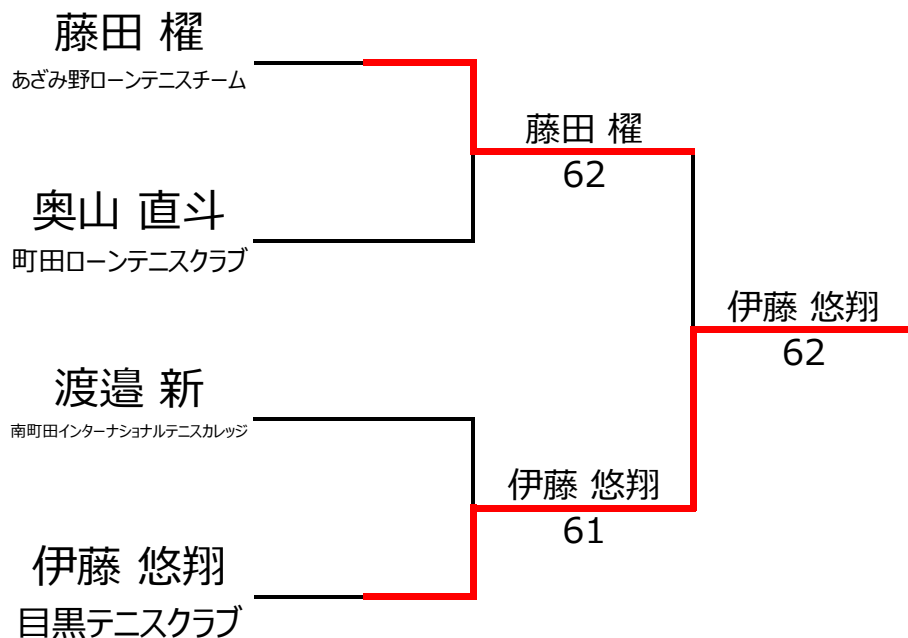 藤田 櫂
あざみ野ローンテニスチーム
藤田 櫂
62
奥山 直斗
町田ローンテニスクラブ
伊藤 悠翔
62
渡邉 新
南町田インターナショナルテニスカレッジ
伊藤 悠翔
61
伊藤 悠翔
目黒テニスクラブ